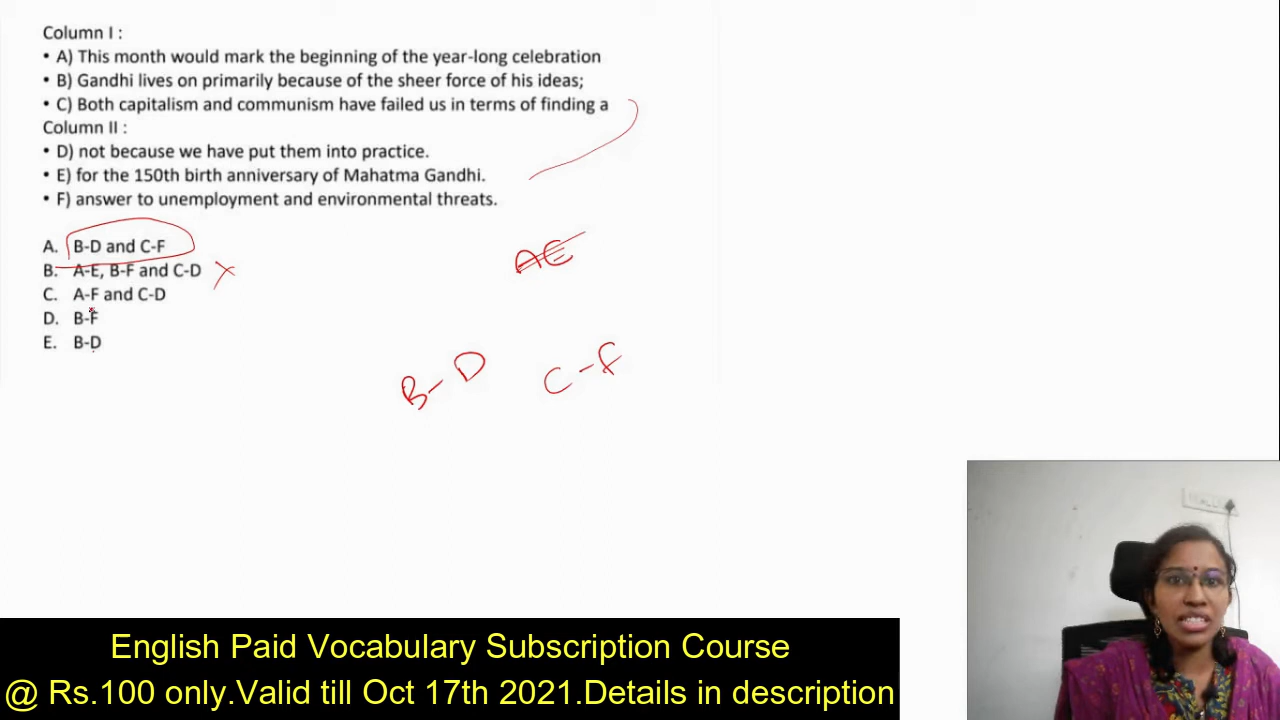 Column I :
• A) This month would mark the beginning of the year-long celebration
• B) Gandhi lives on primarily because of the sheer force of his ideas;
• C) Both capitalism and communism have failed us in terms of finding a
Column II :
• D) not because we have put them into practice.
• E) for the 150th birth anniversary of Mahatma Gandhi.
• F) answer to unemployment and environmental threats.
A. B-D and C-F
B. A-E, B-F and C-D
C. A-F and C-D
D. B-F
E. B-D
AE
B-D C-F
English Paid Vocabulary Subscription Course
@ Rs.100 only.Valid till Oct 17th 2021.Details in description